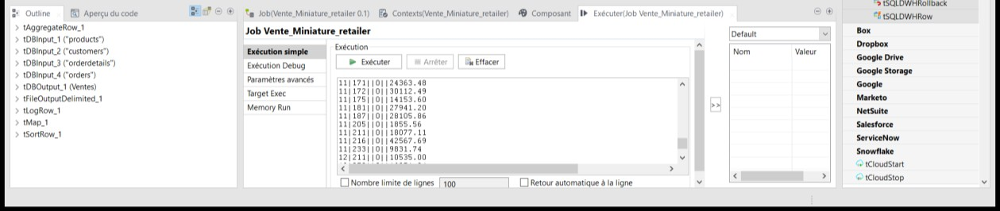 Outline
Aperçu du code
tAggregateRow_1
tDBInput_1 ("products")
tDBInput_2 ("customers")
tDBInput_3 ("orderdetails")
tDBInput_4 ("orders")
tDBOutput_1 (Ventes)
tFileOutputDelimited_1
tLogRow_1
tMap_1
tSortRow_1
Job(Vente_Miniature_retailer 0.1)
Contexts(Vente_Miniature_retailer)
Composant
Exécuter(Job Vente_Miniature_retailer)
Job Vente_Miniature_retailer
Exécution simple
Exécution Debug
Paramètres avancés
Target Exec
Memory Run
Exécution
Exécuter
Arrêter
Effacer
11|171||0||24363.48
11|172||0||30112.49
11|175||0||14153.60
11|181||0||27941.20
11|187||0||28105.86
11|205||0||1855.56
11|211||0||18077.11
11|216||0||42567.69
11|233||0||9831.74
12|211||0||10535.00
Nombre limite de lignes
100
Retour automatique à la ligne
>>
Default
Nom
Valeur
tSQLDWHRollback
tSQLDWHRow
Box
Dropbox
Google Drive
Google Storage
Google
Marketo
NetSuite
Salesforce
ServiceNow
Snowflake
tCloudStart
tCloudStop